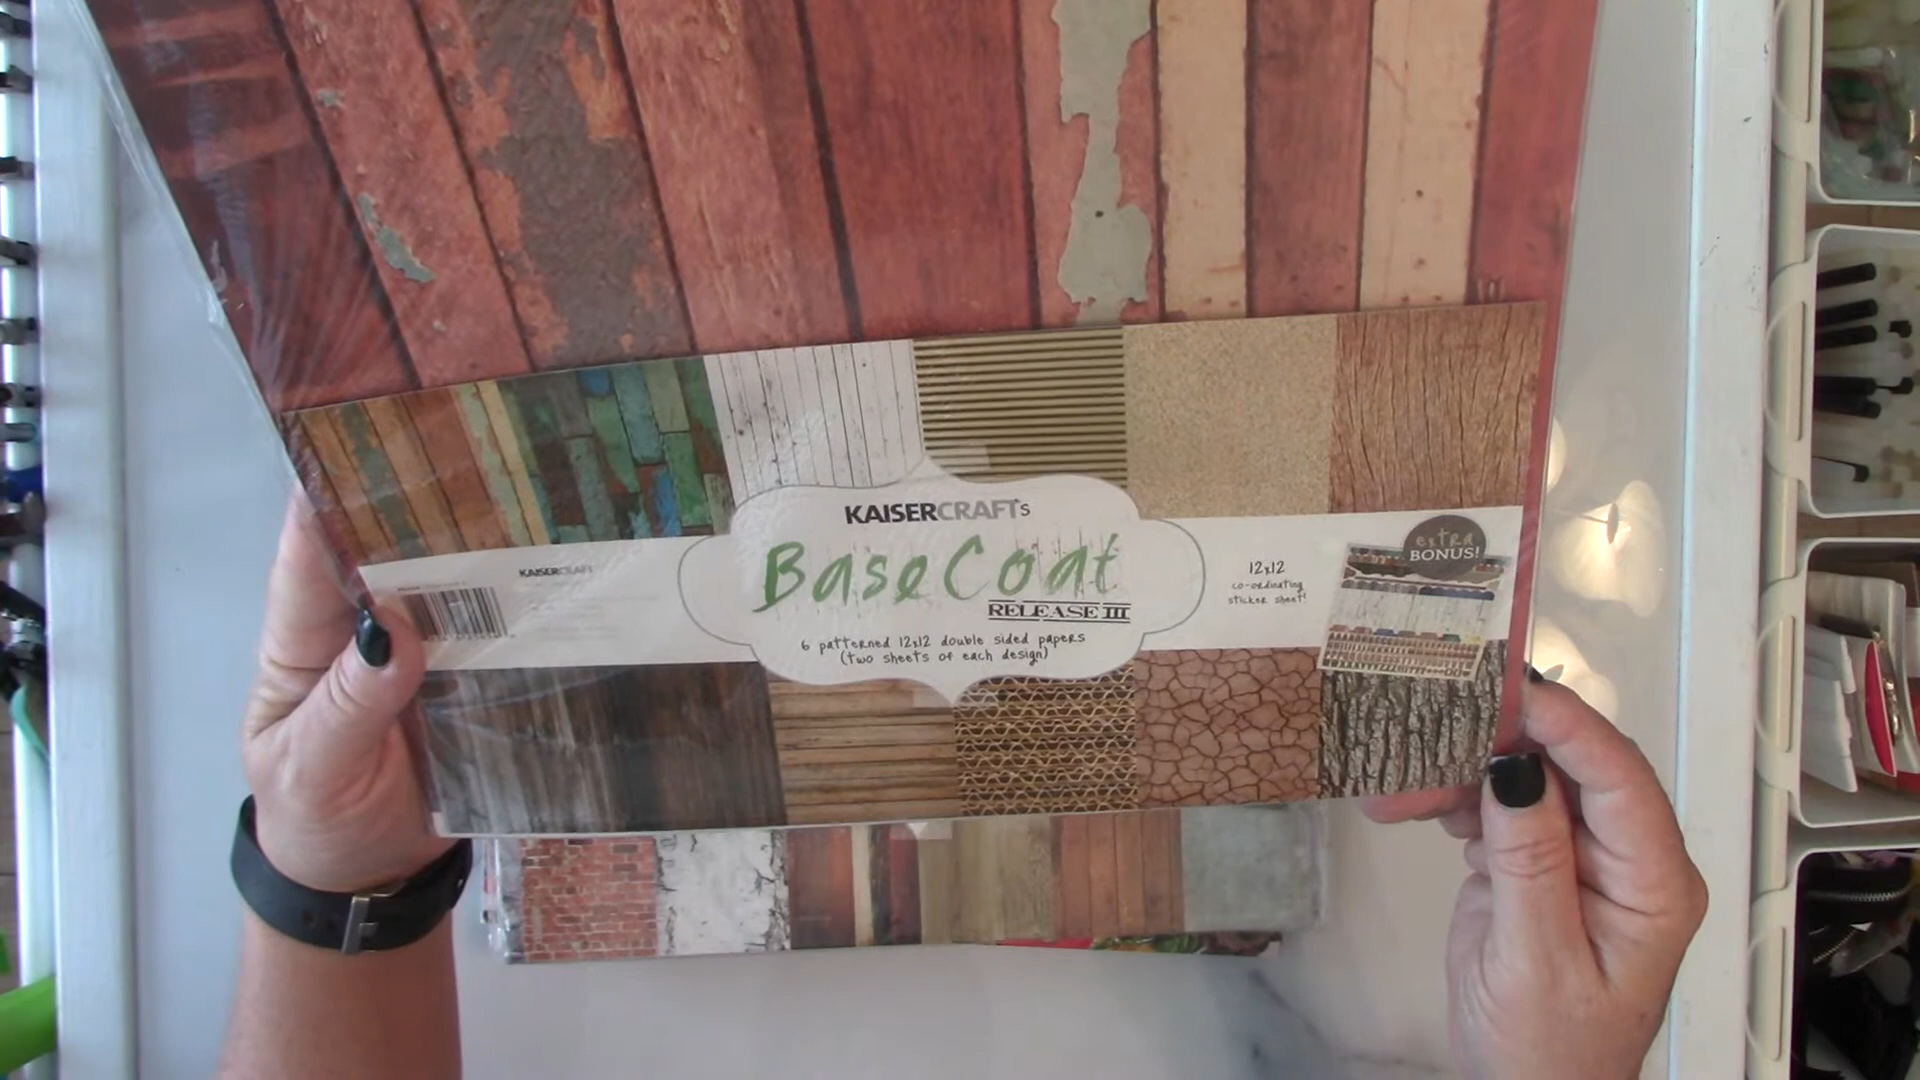 KAISERCRAFTs
BaseCoat
RELEASE III
6 patterned 12x12 double sided papers
(two sheets of each design)
KAISERCRAFT
12x12
co-ordinating
sticker sheet!
extra
BONUS!